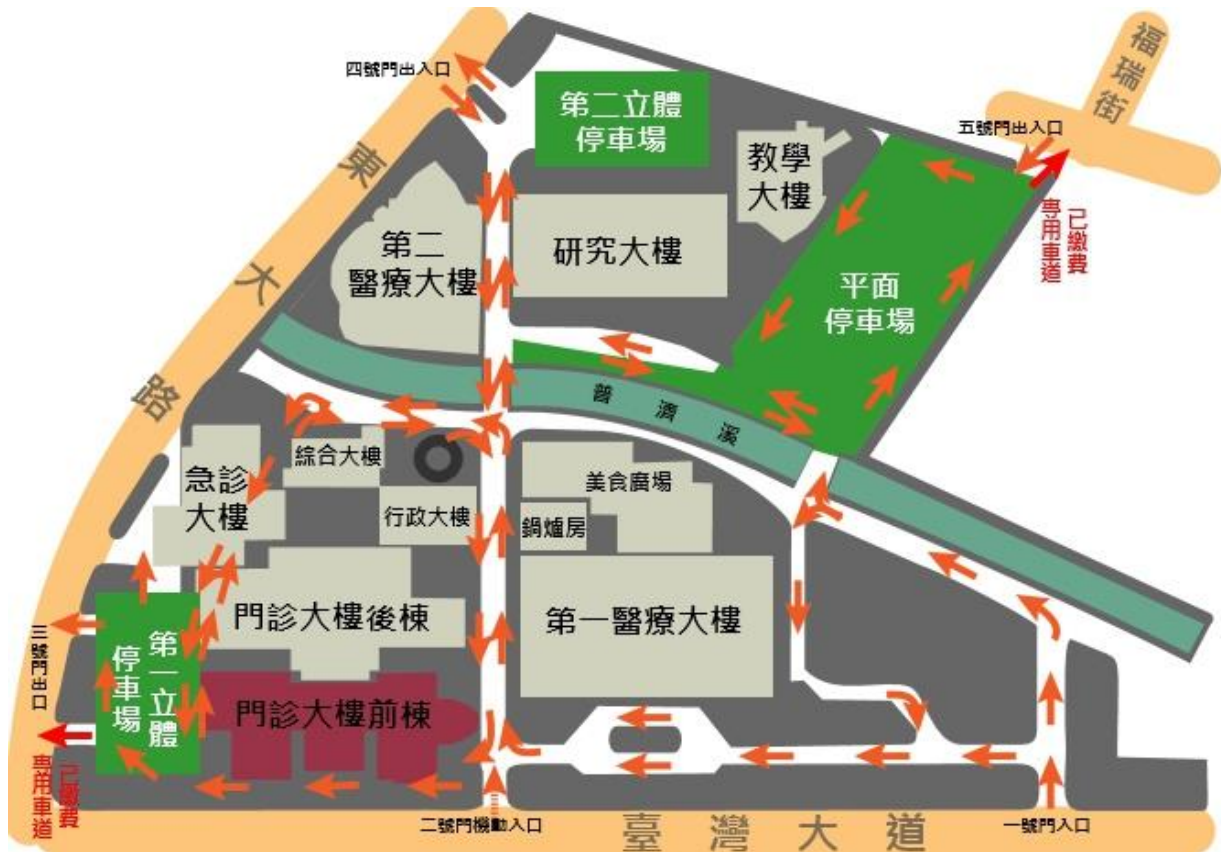 福瑞街
四號門出入口
第二立體
停車場
五號門出入口
教學
大樓
東大路
已繳費
專用車道
第二
醫療大樓
研究大樓
平面
停車場
普濟溪
綜合大樓
急診
大樓
行政大樓
美食廣場
鍋爐房
門診大樓後棟
第一醫療大樓
三號門出口
第一立體
停車場
門診大樓前棟
已繳費
專用車道
二號門機動入口
臺灣大道
一號門入口